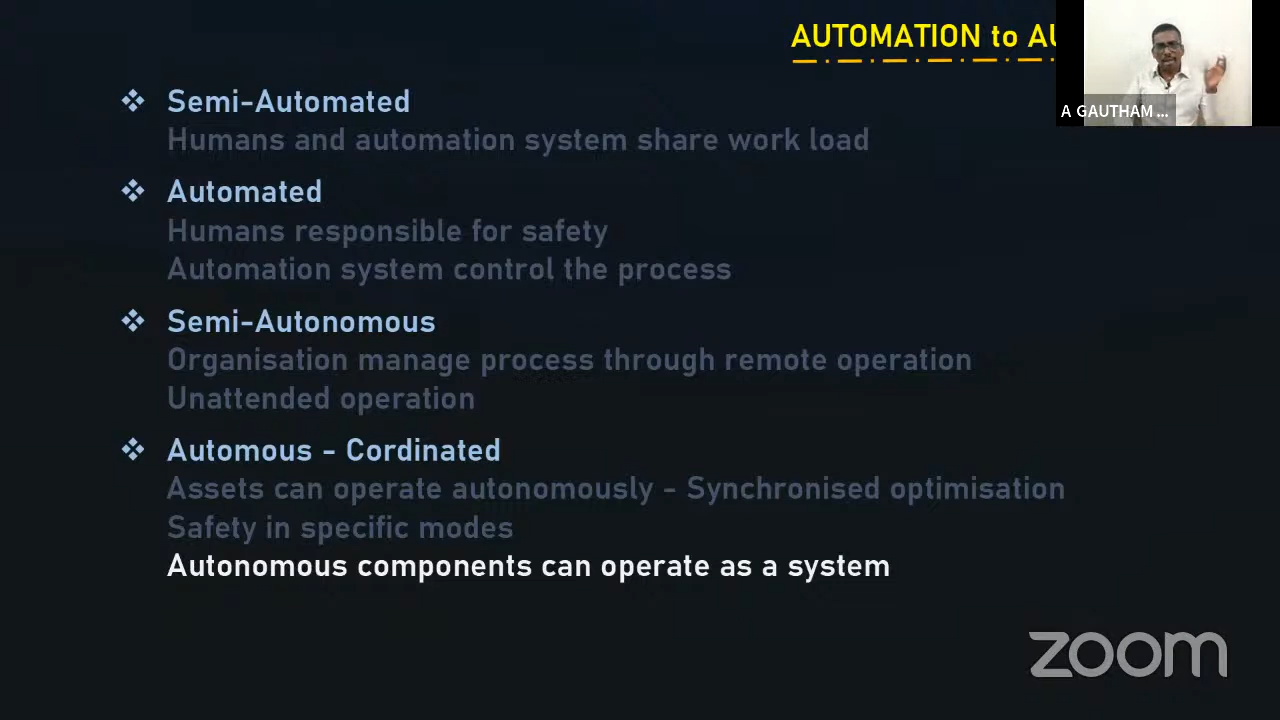 AUTOMATION to AU
A GAUTHAM ...
❖ Semi-Automated
Humans and automation system share work load
❖ Automated
Humans responsible for safety
Automation system control the process
❖ Semi-Autonomous
Organisation manage process through remote operation
Unattended operation
❖ Automous - Cordinated
Assets can operate autonomously - Synchronised optimisation
Safety in specific modes
Autonomous components can operate as a system
zoom